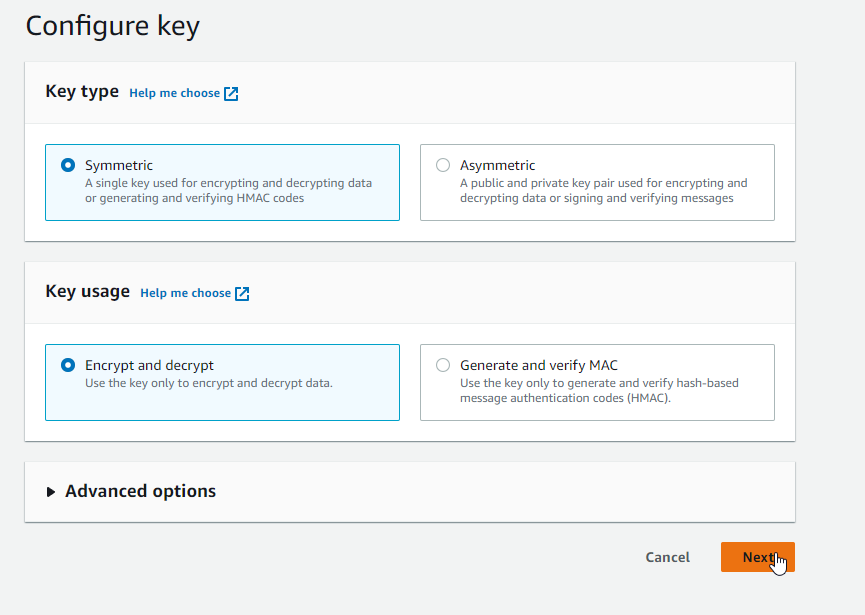 Configure key
Key type Help me choose
Symmetric
A single key used for encrypting and decrypting data
or generating and verifying HMAC codes
Asymmetric
A public and private key pair used for encrypting and
decrypting data or signing and verifying messages
Key usage Help me choose
Encrypt and decrypt
Use the key only to encrypt and decrypt data.
Generate and verify MAC
Use the key only to generate and verify hash-based
message authentication codes (HMAC).
Advanced options
Cancel Next